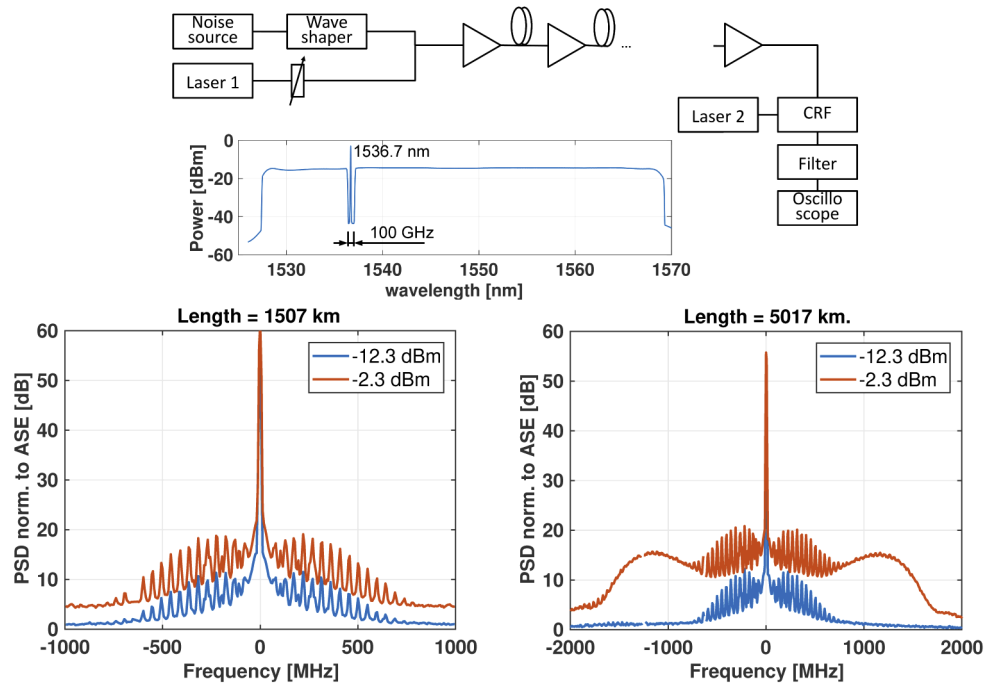 Noise
source
Wave
shaper
Laser 1
...
Laser 2
CRF
Filter
Oscillo
scope
Power [dBm]
0
-20
-40
-60
1536.7 nm
100 GHz
1530
1540
1550
1560
1570
wavelength [nm]
Length = 1507 km
PSD norm. to ASE [dB]
60
50
40
30
20
10
0
-12.3 dBm
-2.3 dBm
-1000
-500
0
500
1000
Frequency [MHz]
Length = 5017 km.
PSD norm. to ASE [dB]
60
50
40
30
20
10
0
-12.3 dBm
-2.3 dBm
-2000
-1000
0
1000
2000
Frequency [MHz]